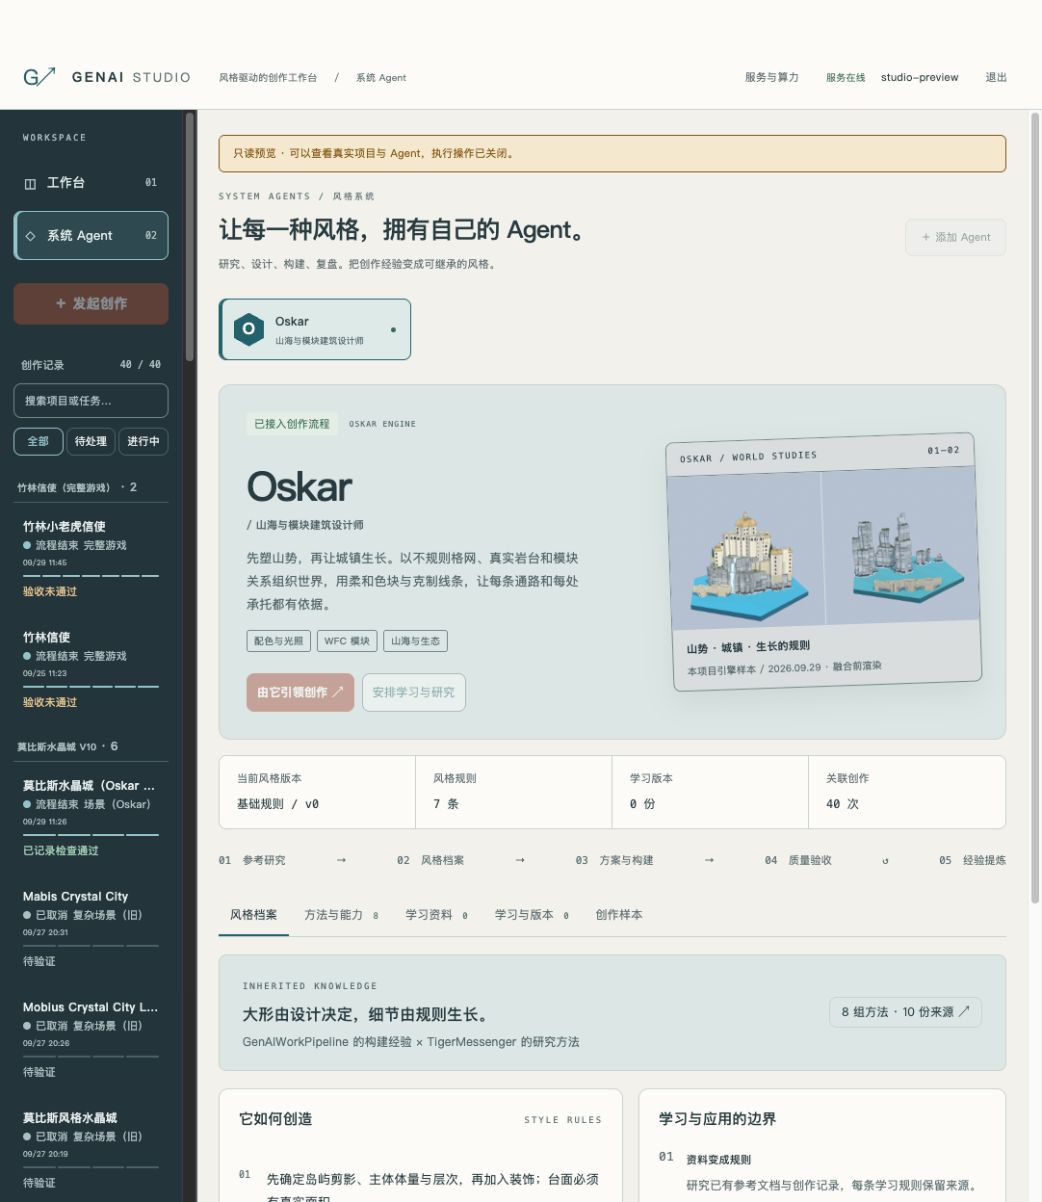 GENAI STUDIO
风格驱动的创作工作台 / 系统 Agent
服务与算力 服务在线 studio-preview 退出
WORKSPACE
工作台 01
系统 Agent 02
+ 发起创作
创作记录 40 / 40
搜索项目或任务...
全部 待处理 进行中
竹林信使（完整游戏） · 2
竹林小老虎信使
流程结束 完整游戏
09/29 11:45
验收未通过
竹林信使
流程结束 完整游戏
09/25 11:23
验收未通过
莫比斯水晶城 V10 · 6
莫比斯水晶城（Oskar ...
流程结束 场景（Oskar）
09/29 11:26
已记录检查通过
Mabis Crystal City
已取消 复杂场景（旧）
09/27 20:31
待验证
Mobius Crystal City L...
已取消 复杂场景（旧）
09/27 20:26
待验证
莫比斯风格水晶城
已取消 复杂场景（旧）
09/27 20:19
待验证
只读预览 · 可以查看真实项目与 Agent，执行操作已关闭。
SYSTEM AGENTS / 风格系统
让每一种风格，拥有自己的 Agent。
研究、设计、构建、复盘。把创作经验变成可继承的风格。
+ 添加 Agent
O
Oskar
山海与模块建筑设计师
已接入创作流程 OSKAR ENGINE
Oskar
/ 山海与模块建筑设计师
先塑山势，再让城镇生长。以不规则格网、真实岩台和模块
关系组织世界，用柔和色块与克制线条，让每条通路和每处
承托都有依据。
配色与光照 WFC 模块 山海与生态
由它引领创作 ↗ 安排学习与研究
OSKAR / WORLD STUDIES 01—02
山势 · 城镇 · 生长的规则
本项目引擎样本 / 2026.09.29 · 融合前渲染
当前风格版本
基础规则 / v0
风格规则
7 条
学习版本
0 份
关联创作
40 次
01 参考研究 → 02 风格档案 → 03 方案与构建 → 04 质量验收 ↺ 05 经验提炼
风格档案 方法与能力 8 学习资料 0 学习与版本 0 创作样本
INHERITED KNOWLEDGE
大形由设计决定，细节由规则生长。
GenAIWorkPipeline 的构建经验 × TigerMessenger 的研究方法
8 组方法 · 10 份来源 ↗
它如何创造 STYLE RULES
01 先确定岛屿剪影、主体体量与层次，再加入装饰；台面必须
学习与应用的边界
01 资料变成规则
研究已有参考文档与创作记录，每条学习规则保留来源。